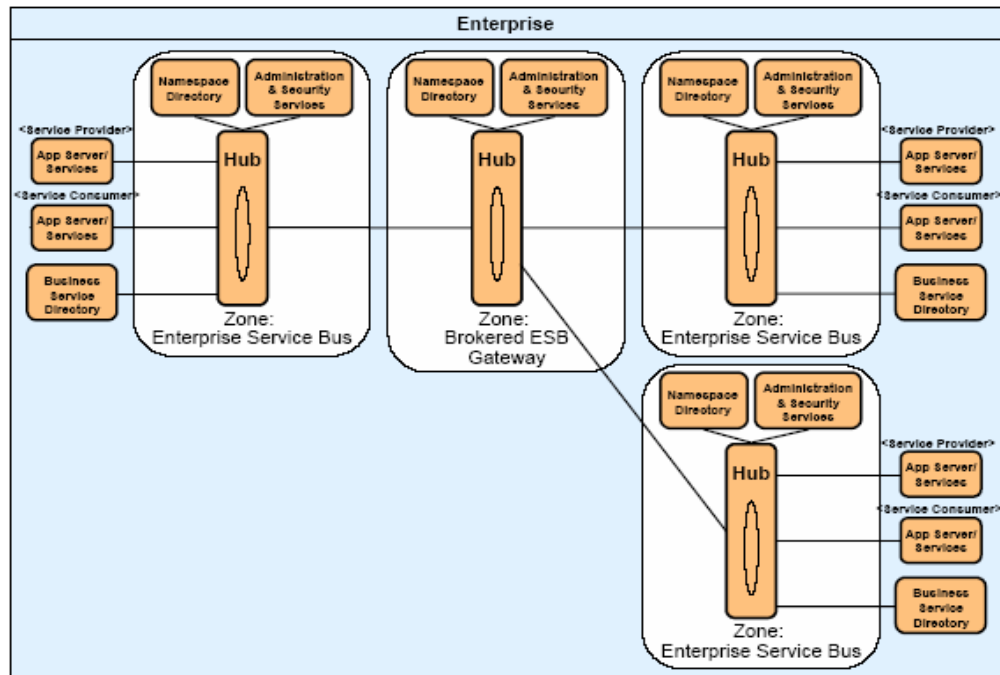 Enterprise
Namespace
Directory
Administration
& Security
Services
Namespace
Directory
Administration
& Security
Services
Namespace
Directory
Administration
& Security
Services
<Service Provider>
App Server/
Services
<Service Consumer>
App Server/
Services
Business
Service
Directory
Hub
Zone:
Enterprise Service Bus
Hub
Zone:
Brokered ESB
Gateway
Hub
Zone:
Enterprise Service Bus
<Service Provider>
App Server/
Services
<Service Consumer>
App Server/
Services
Business
Service
Directory
Namespace
Directory
Administration
& Security
Services
Hub
Zone:
Enterprise Service Bus
<Service Provider>
App Server/
Services
<Service Consumer>
App Server/
Services
Business
Service
Directory